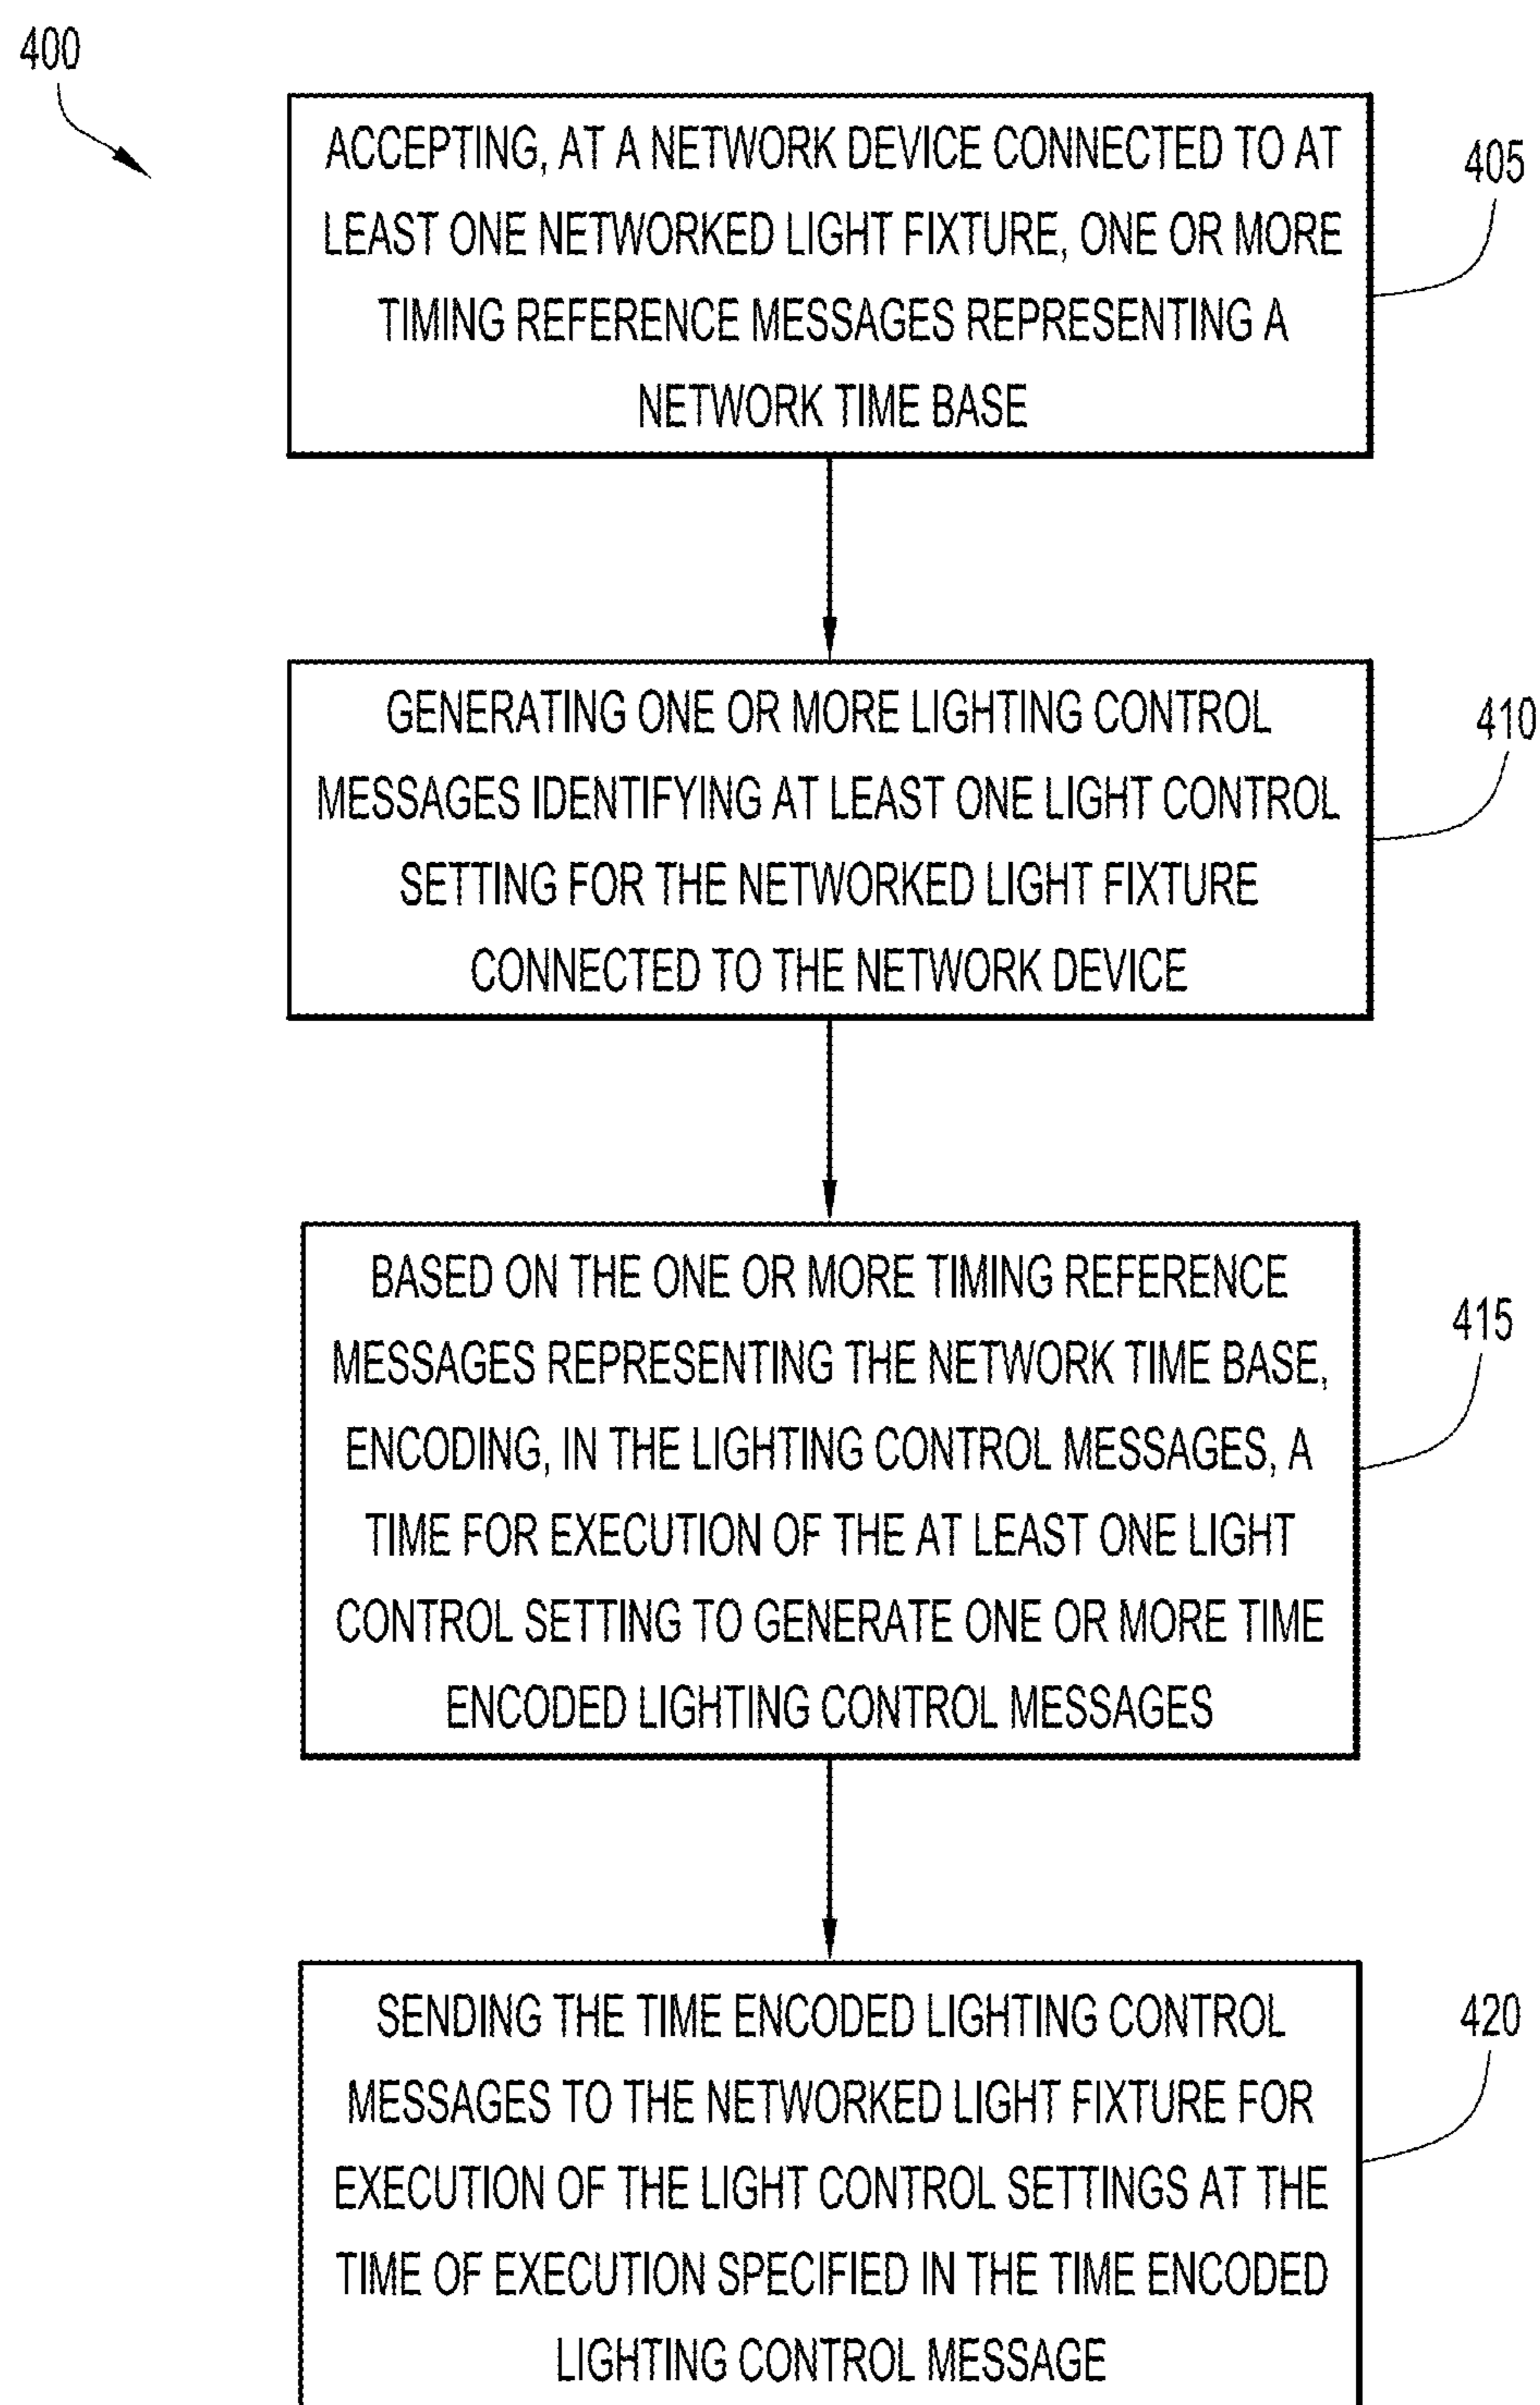 400
ACCEPTING, AT A NETWORK DEVICE CONNECTED TO AT
LEAST ONE NETWORKED LIGHT FIXTURE, ONE OR MORE
TIMING REFERENCE MESSAGES REPRESENTING A
NETWORK TIME BASE
405
GENERATING ONE OR MORE LIGHTING CONTROL
MESSAGES IDENTIFYING AT LEAST ONE LIGHT CONTROL
SETTING FOR THE NETWORKED LIGHT FIXTURE
CONNECTED TO THE NETWORK DEVICE
410
BASED ON THE ONE OR MORE TIMING REFERENCE
MESSAGES REPRESENTING THE NETWORK TIME BASE,
ENCODING, IN THE LIGHTING CONTROL MESSAGES, A
TIME FOR EXECUTION OF THE AT LEAST ONE LIGHT
CONTROL SETTING TO GENERATE ONE OR MORE TIME
ENCODED LIGHTING CONTROL MESSAGES
415
SENDING THE TIME ENCODED LIGHTING CONTROL
MESSAGES TO THE NETWORKED LIGHT FIXTURE FOR
EXECUTION OF THE LIGHT CONTROL SETTINGS AT THE
TIME OF EXECUTION SPECIFIED IN THE TIME ENCODED
LIGHTING CONTROL MESSAGE
420